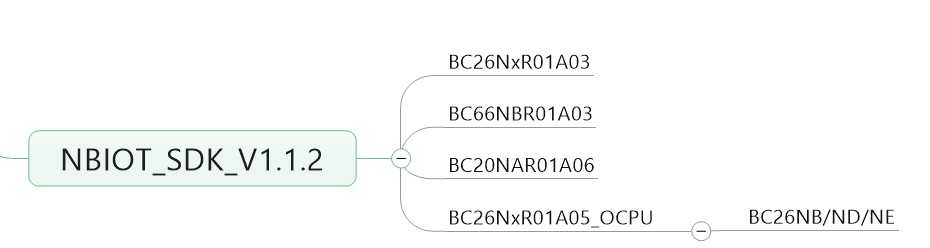 NBIOT_SDK_V1.1.2
BC26NxR01A03
BC66NBR01A03
BC20NAR01A06
BC26NxR01A05_OCPU
BC26NB/ND/NE